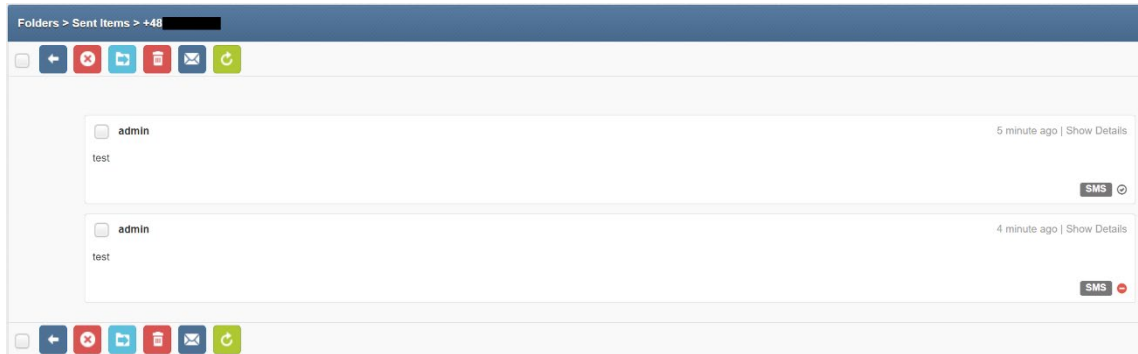 Folders > Sent Items > +48
admin
5 minute ago | Show Details
test
SMS
admin
4 minute ago | Show Details
test
SMS